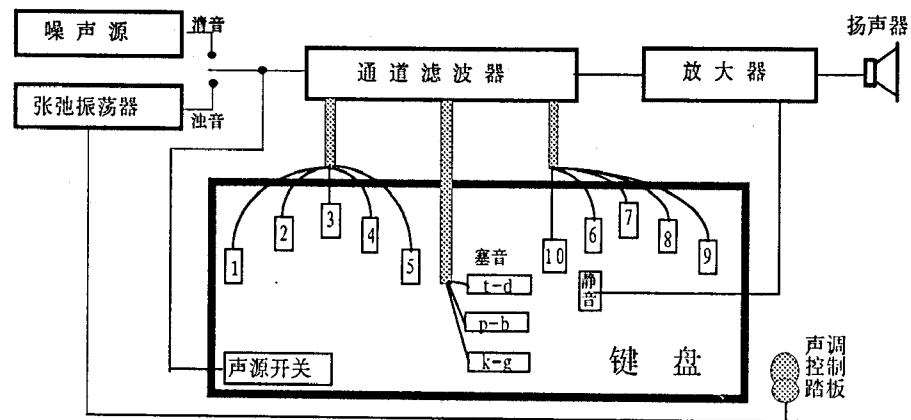 噪声源
清音
张弛振荡器
浊音
通道滤波器
放大器
扬声器
1
2
3
4
5
10
6
7
8
9
塞音
t-d
p-b
k-g
静音
声源开关
键盘
声调
控制
踏板